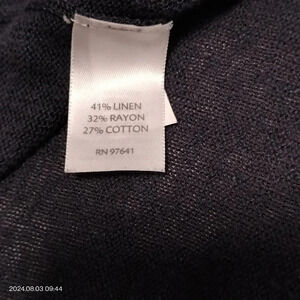 41% LINEN
32% RAYON
27% COTTON
RN 97641
2024.08.03 09:44